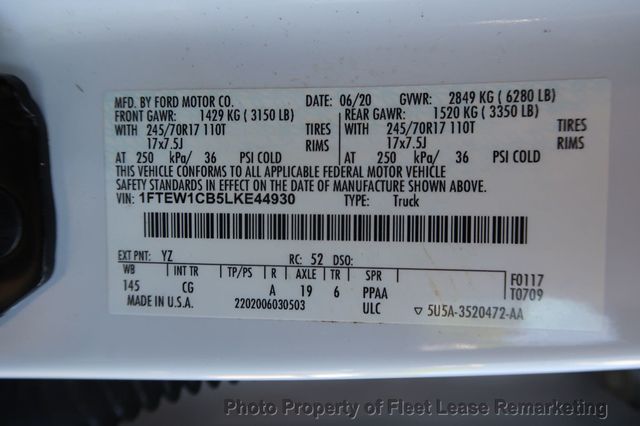 MFD. BY FORD MOTOR CO. DATE: 06/20 GVWR: 2849 KG ( 6280 LB)
FRONT GAWR: 1429 KG ( 3150 LB) REAR GAWR: 1520 KG ( 3350 LB)
WITH 245/70R17 110T TIRES WITH 245/70R17 110T TIRES
17x7.5J RIMS 17x7.5J RIMS
AT 250 kPa/ 36 PSI COLD AT 250 kPa/ 36 PSI COLD
THIS VEHICLE CONFORMS TO ALL APPLICABLE FEDERAL MOTOR VEHICLE
SAFETY STANDARDS IN EFFECT ON THE DATE OF MANUFACTURE SHOWN ABOVE.
VIN: 1FTEW1CB5LKE44930 TYPE: Truck
EXT PNT: YZ RC: 52 DSO:
WB INT TR TP/PS R AXLE TR SPR F0117
145 CG A 19 6 PPAA T0709
MADE IN U.S.A. 2202006030503 ULC ▽ 5U5A-3520472-AA
Photo Property of Fleet Lease Remarketing